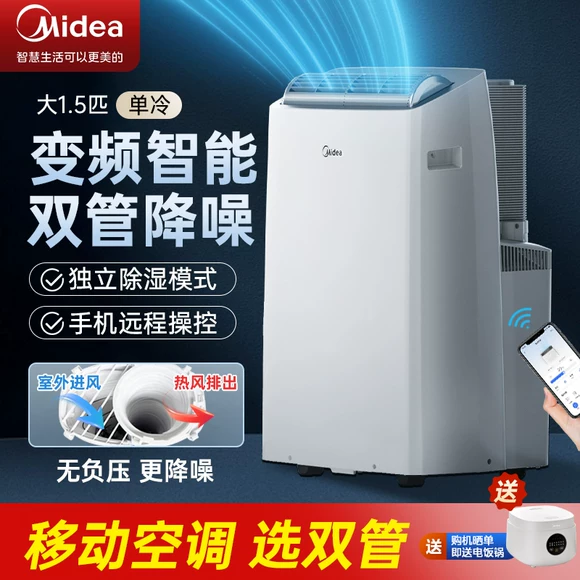 Midea
智慧生活可以更美的
大1.5匹 单冷
变频智能
双管降噪
独立除湿模式
手机远程操控
Midea
室外进风 热风排出
无负压 更降噪
移动空调 选双管
送
送 购机晒单
即送电饭锅